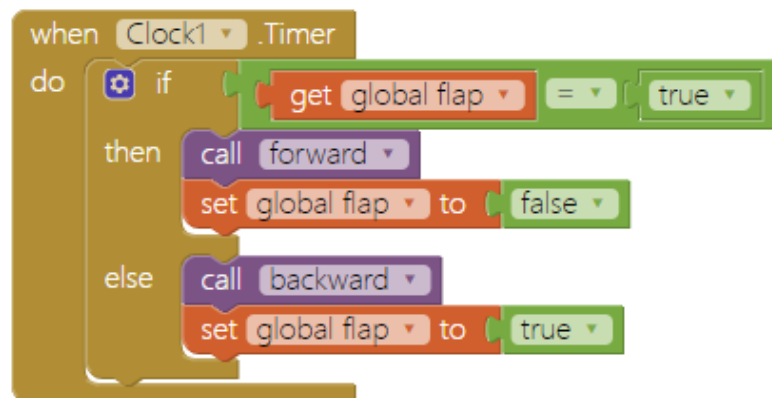 when Clock1 .Timer
do if get global flap = true
then call forward
set global flap to false
else call backward
set global flap to true